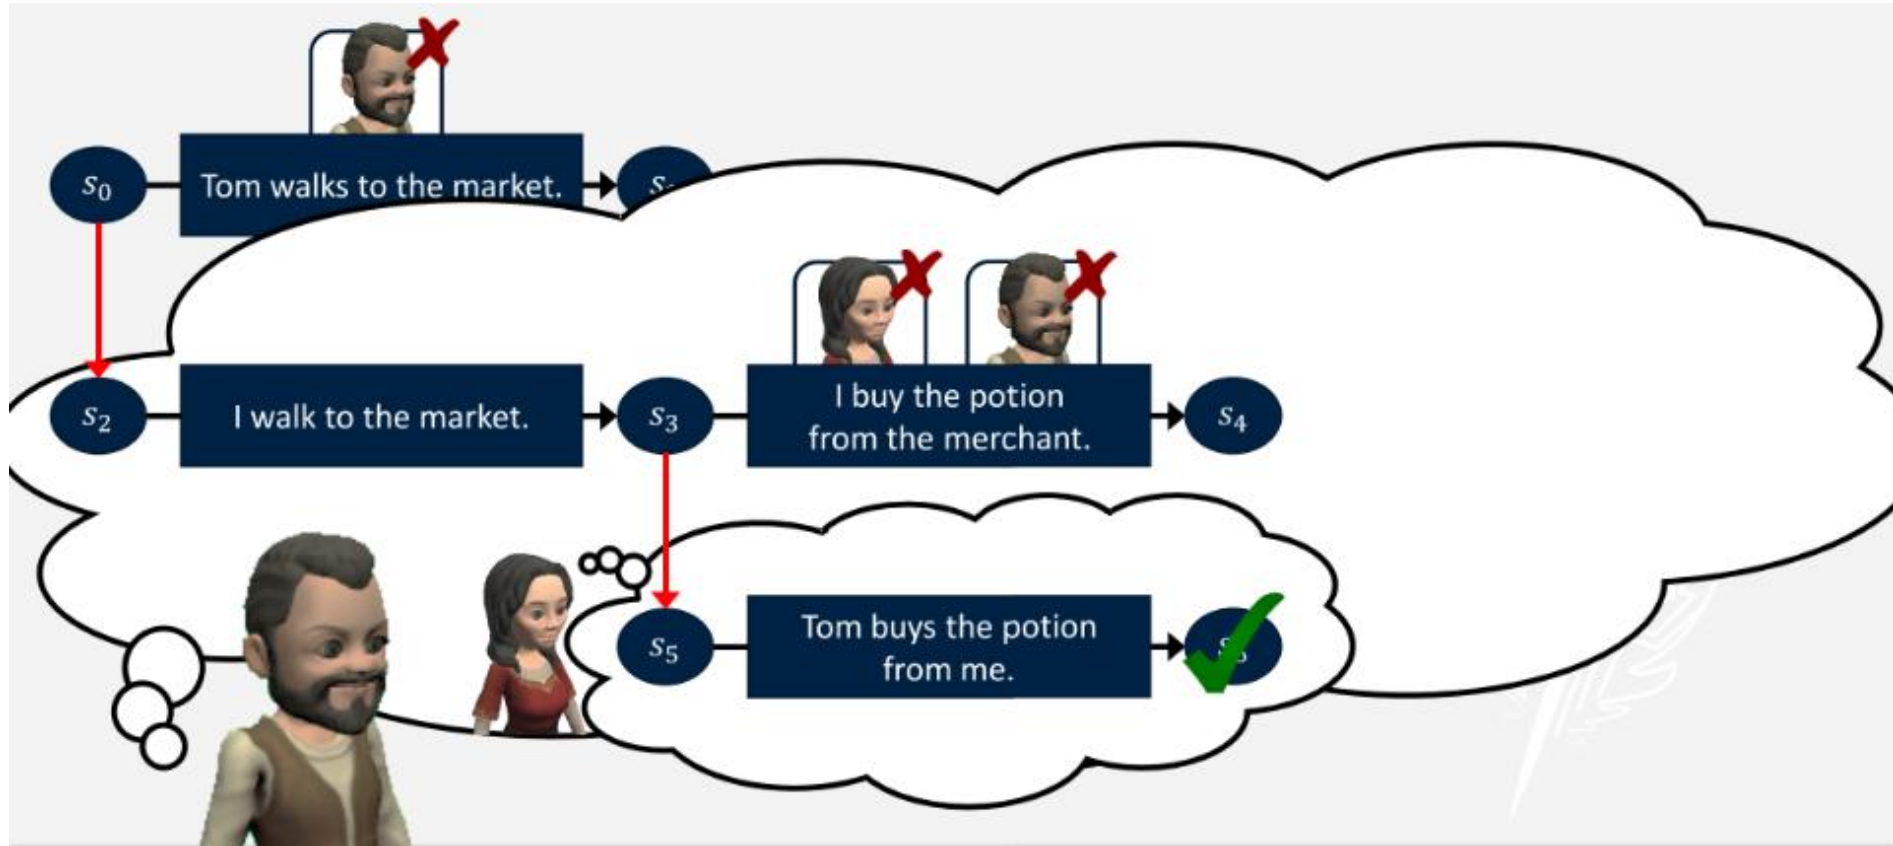 s₀
Tom walks to the market.
s₂
I walk to the market.
s₃
I buy the potion
from the merchant.
s₄
s₅
Tom buys the potion
from me.